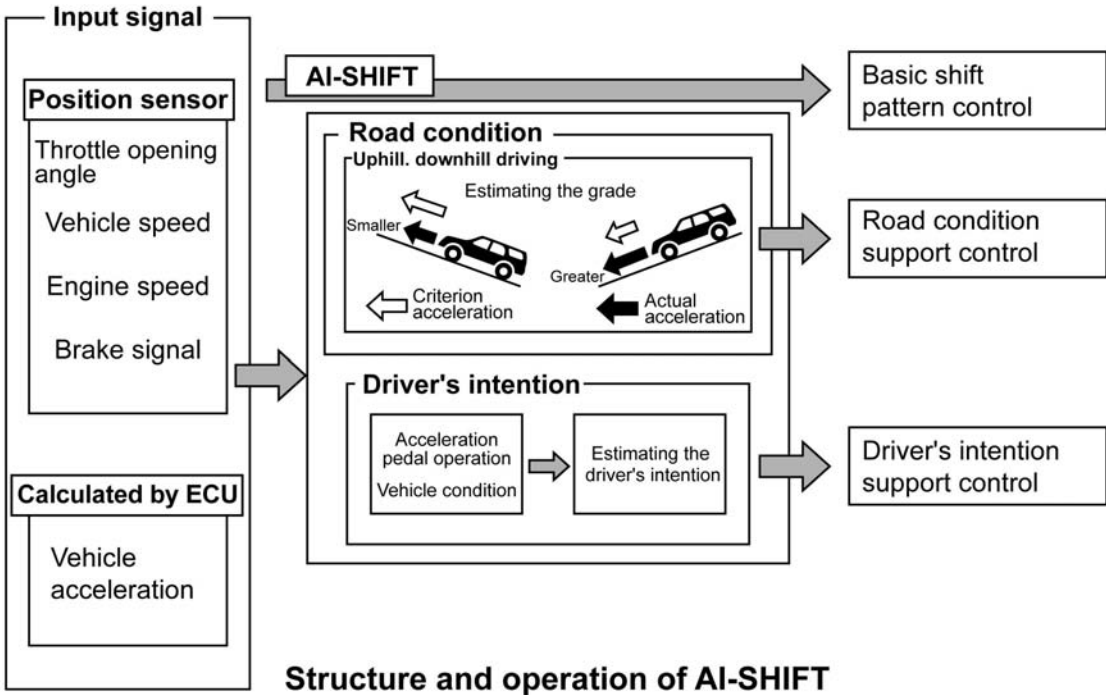 Input signal
Position sensor
Throttle opening
angle
Vehicle speed
Engine speed
Brake signal
Calculated by ECU
Vehicle
acceleration
AI-SHIFT
Road condition
Uphill. downhill driving
Estimating the grade
Smaller
Greater
Criterion
acceleration
Actual
acceleration
Driver's intention
Acceleration
pedal operation
Vehicle condition
Estimating the
driver's intention
Basic shift
pattern control
Road condition
support control
Driver's intention
support control
Structure and operation of AI-SHIFT